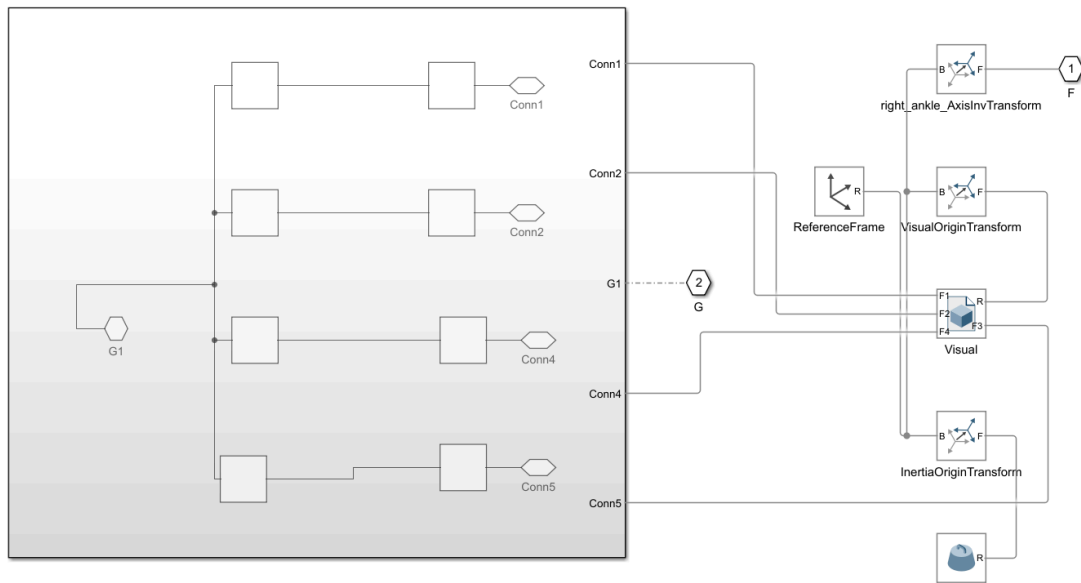 Conn1
Conn1
B
F
1
right_ankle_AxisInvTransform
F
Conn2
Conn2
R
B
F
ReferenceFrame
VisualOriginTransform
G1
2
G
F1
R
F2
F3
F4
Visual
G1
Conn4
Conn4
B
F
InertiaOriginTransform
Conn5
Conn5
R